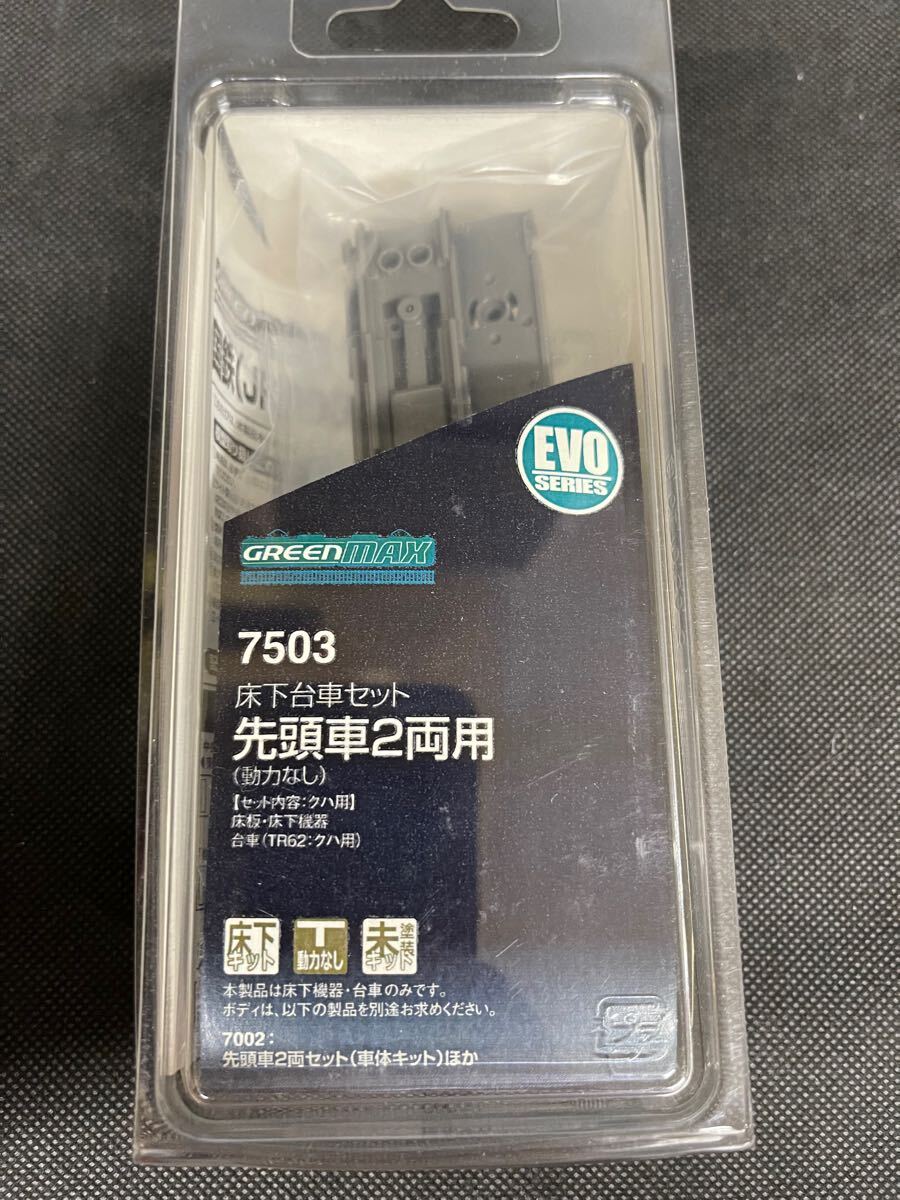 EVO
SERIES
GREENMAX
7503
床下台車セット
先頭車2両用
(動力なし)
【セット内容:クハ用】
床板・床下機器
台車(TR62:クハ用)
床下
キット
T
動力なし
未塗装
キット
本製品は床下機器・台車のみです。
ボディは、以下の製品を別途お求めください。
7002:
先頭車2両セット(車体キット)ほか
プラ